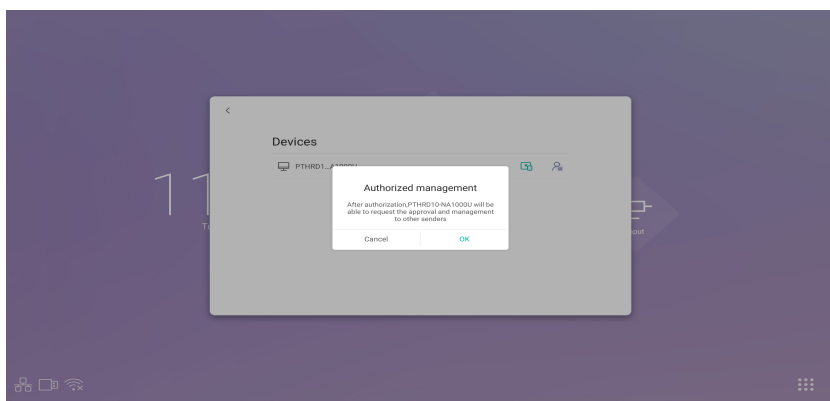 <
Devices
11
Authorized management
After authorization,PTHRD10-NA1000U will be
able to request the approval and management
to other senders
Cancel
OK